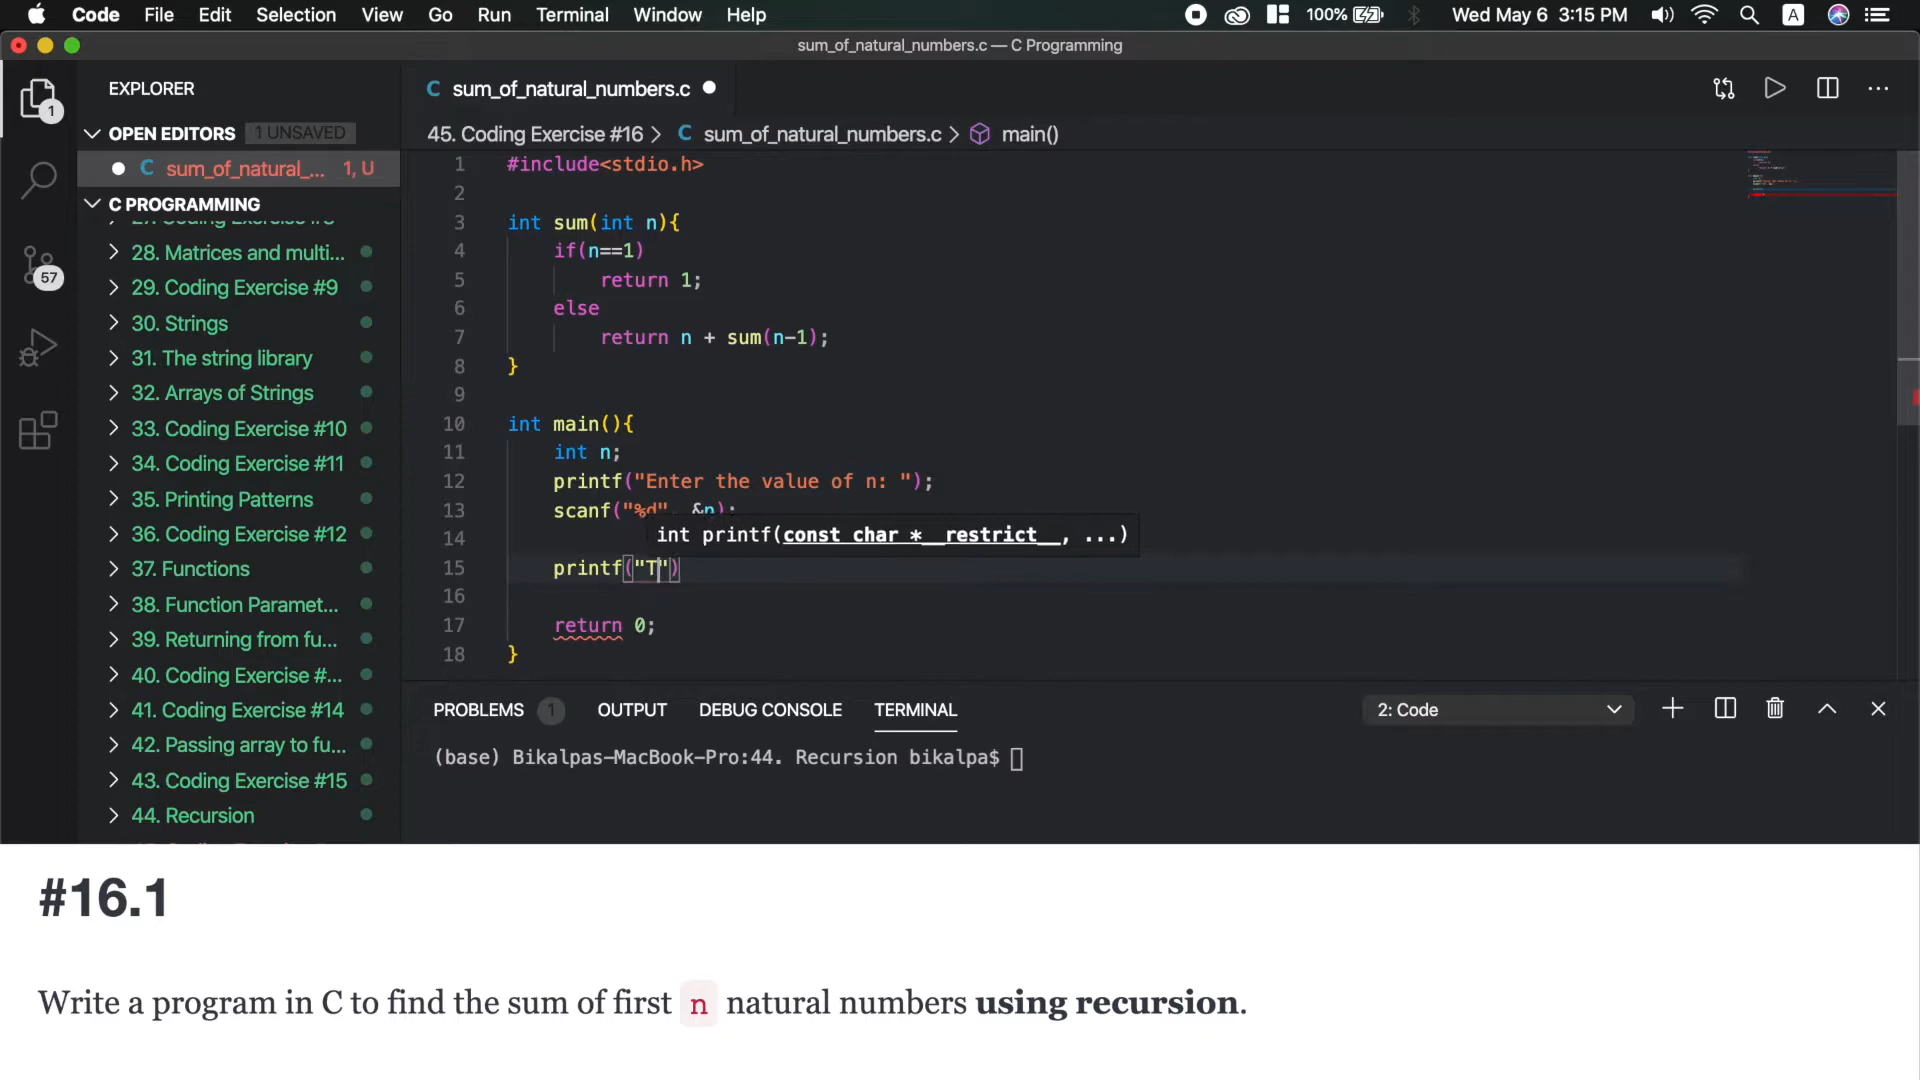 Code File Edit Selection View Go Run Terminal Window Help 100% Wed May 6 3:15 PM A
sum_of_natural_numbers.c — C Programming
EXPLORER
OPEN EDITORS 1 UNSAVED
C sum_of_natural_... 1, U
C PROGRAMMING
28. Matrices and multi...
29. Coding Exercise #9
30. Strings
31. The string library
32. Arrays of Strings
33. Coding Exercise #10
34. Coding Exercise #11
35. Printing Patterns
36. Coding Exercise #12
37. Functions
38. Function Paramet...
39. Returning from fu...
40. Coding Exercise #...
41. Coding Exercise #14
42. Passing array to fu...
43. Coding Exercise #15
44. Recursion
1
57
C sum_of_natural_numbers.c
45. Coding Exercise #16 > C sum_of_natural_numbers.c > main()
1 #include<stdio.h>
2
3 int sum(int n){
4 if(n==1)
5 return 1;
6 else
7 return n + sum(n-1);
8 }
9
10 int main(){
11 int n;
12 printf("Enter the value of n: ");
13 scanf("%d", &n);
14 int printf(const char *__restrict__, ...)
15 printf("T")
16
17 return 0;
18 }
PROBLEMS 1 OUTPUT DEBUG CONSOLE TERMINAL 2: Code
(base) Bikalpas-MacBook-Pro:44. Recursion bikalpa$
#16.1
Write a program in C to find the sum of first n natural numbers using recursion.